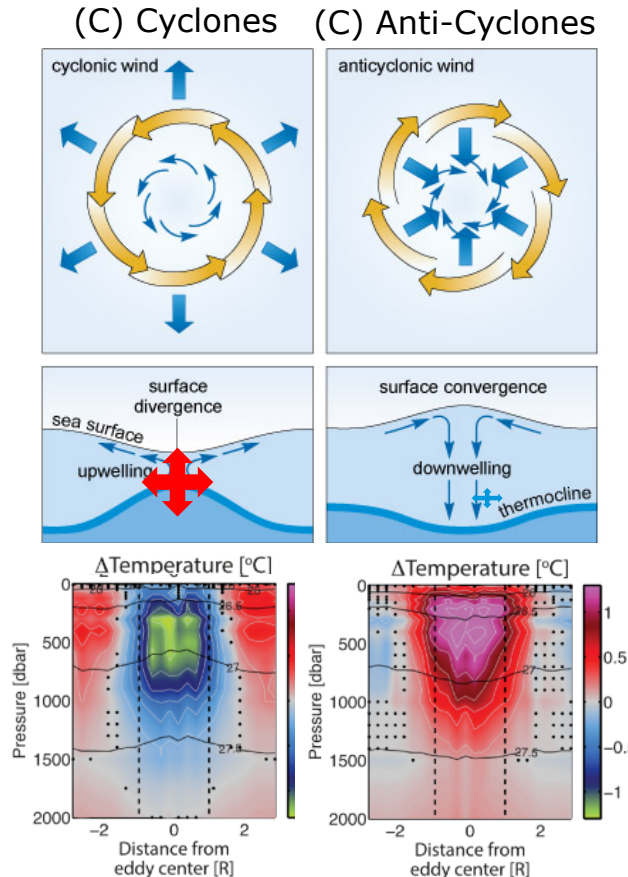 (C) Cyclones
(C) Anti-Cyclones
cyclonic wind
anticyclonic wind
surface
divergence
sea surface
upwelling
surface convergence
downwelling
thermocline
ΔTemperature [°C]
ΔTemperature [°C]
Pressure [dbar]
0
500
1000
1500
2000
26.5
27
-2
0
2
Distance from
eddy center [R]
Pressure [dbar]
0
500
1000
1500
2000
26
26.5
27
27.5
-2
0
2
Distance from
eddy center [R]
1
0.5
0
-0.5
-1